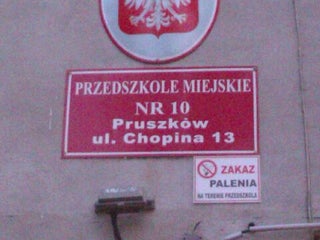 PRZEDSZKOLE MIEJSKIE
NR 10
Pruszków
ul. Chopina 13
ZAKAZ
PALENIA
NA TERENIE PRZEDSZKOLA